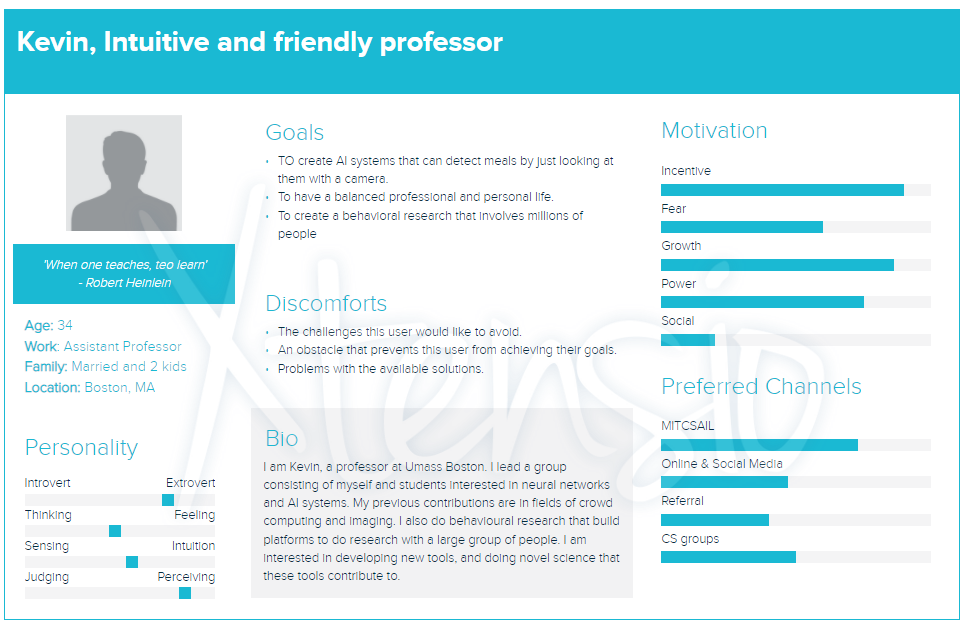 Kevin, Intuitive and friendly professor
'When one teaches, teo learn'
- Robert Heinlein
Age: 34
Work: Assistant Professor
Family: Married and 2 kids
Location: Boston, MA
Personality
Introvert Extrovert
Thinking Feeling
Sensing Intuition
Judging Perceiving
Goals
TO create AI systems that can detect meals by just looking at
them with a camera.
To have a balanced professional and personal life.
To create a behavioral research that involves millions of
people
Discomforts
The challenges this user would like to avoid.
An obstacle that prevents this user from achieving their goals.
Problems with the available solutions.
Bio
I am Kevin, a professor at Umass Boston. I lead a group
consisting of myself and students interested in neural networks
and AI systems. My previous contributions are in fields of crowd
computing and imaging. I also do behavioural research that build
platforms to do research with a large group of people. I am
interested in developing new tools, and doing novel science that
these tools contribute to.
Motivation
Incentive
Fear
Growth
Power
Social
Preferred Channels
MITCSAIL
Online & Social Media
Referral
CS groups
Xtensio